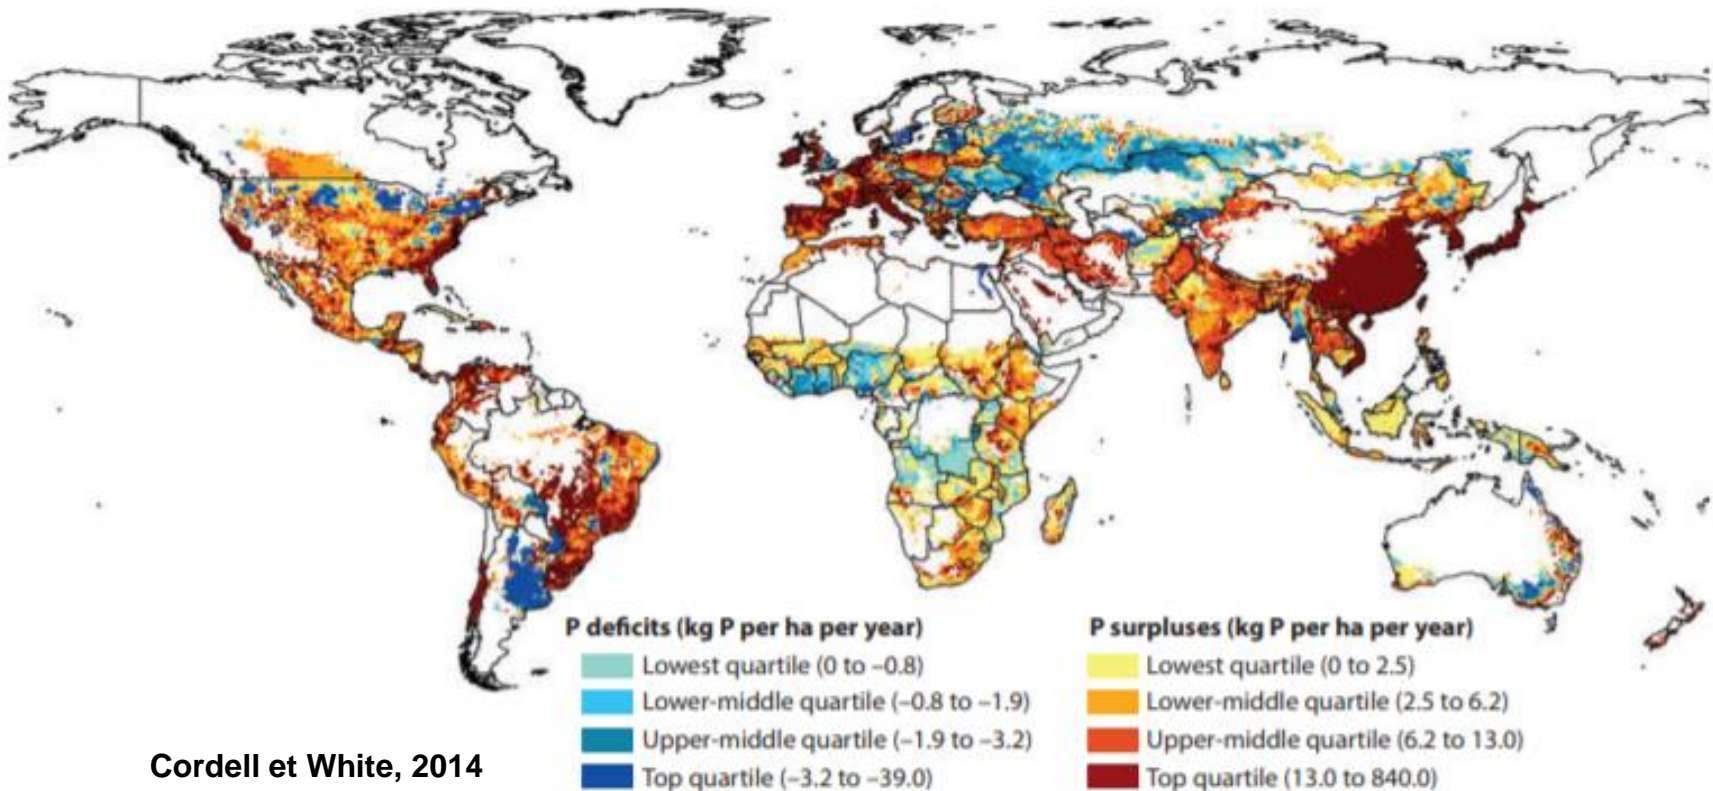 P deficits (kg P per ha per year)
Lowest quartile (0 to –0.8)
Lower-middle quartile (–0.8 to –1.9)
Upper-middle quartile (–1.9 to –3.2)
Top quartile (–3.2 to –39.0)
P surpluses (kg P per ha per year)
Lowest quartile (0 to 2.5)
Lower-middle quartile (2.5 to 6.2)
Upper-middle quartile (6.2 to 13.0)
Top quartile (13.0 to 840.0)
Cordell et White, 2014